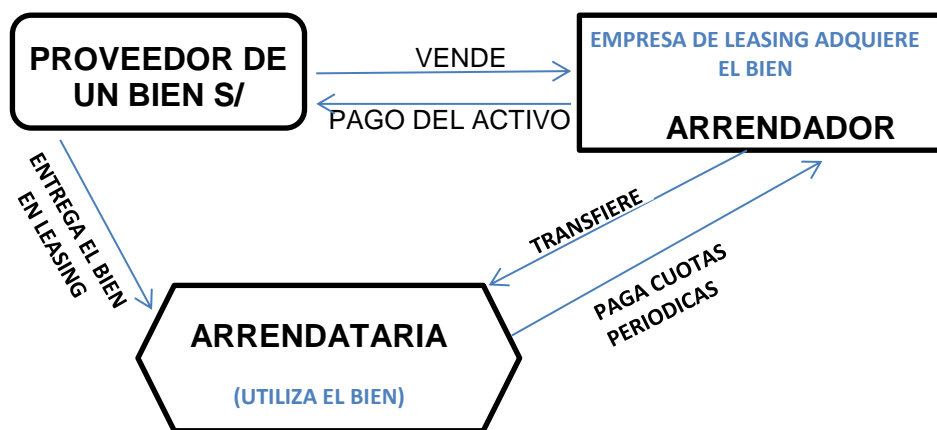 PROVEEDOR DE
UN BIEN S/
VENDE
PAGO DEL ACTIVO
EMPRESA DE LEASING ADQUIERE
EL BIEN
ARRENDADOR
ENTREGA EL BIEN
EN LEASING
TRANSFIERE
PAGA CUOTAS
PERIODICAS
ARRENDATARIA
(UTILIZA EL BIEN)